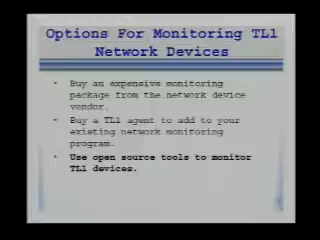 Options For Monitoring TL1
Network Devices
• Buy an expensive monitoring
package from the network device
vendor.
• Buy a TL1 agent to add to your
existing network monitoring
program.
• Use open source tools to monitor
TL1 devices.